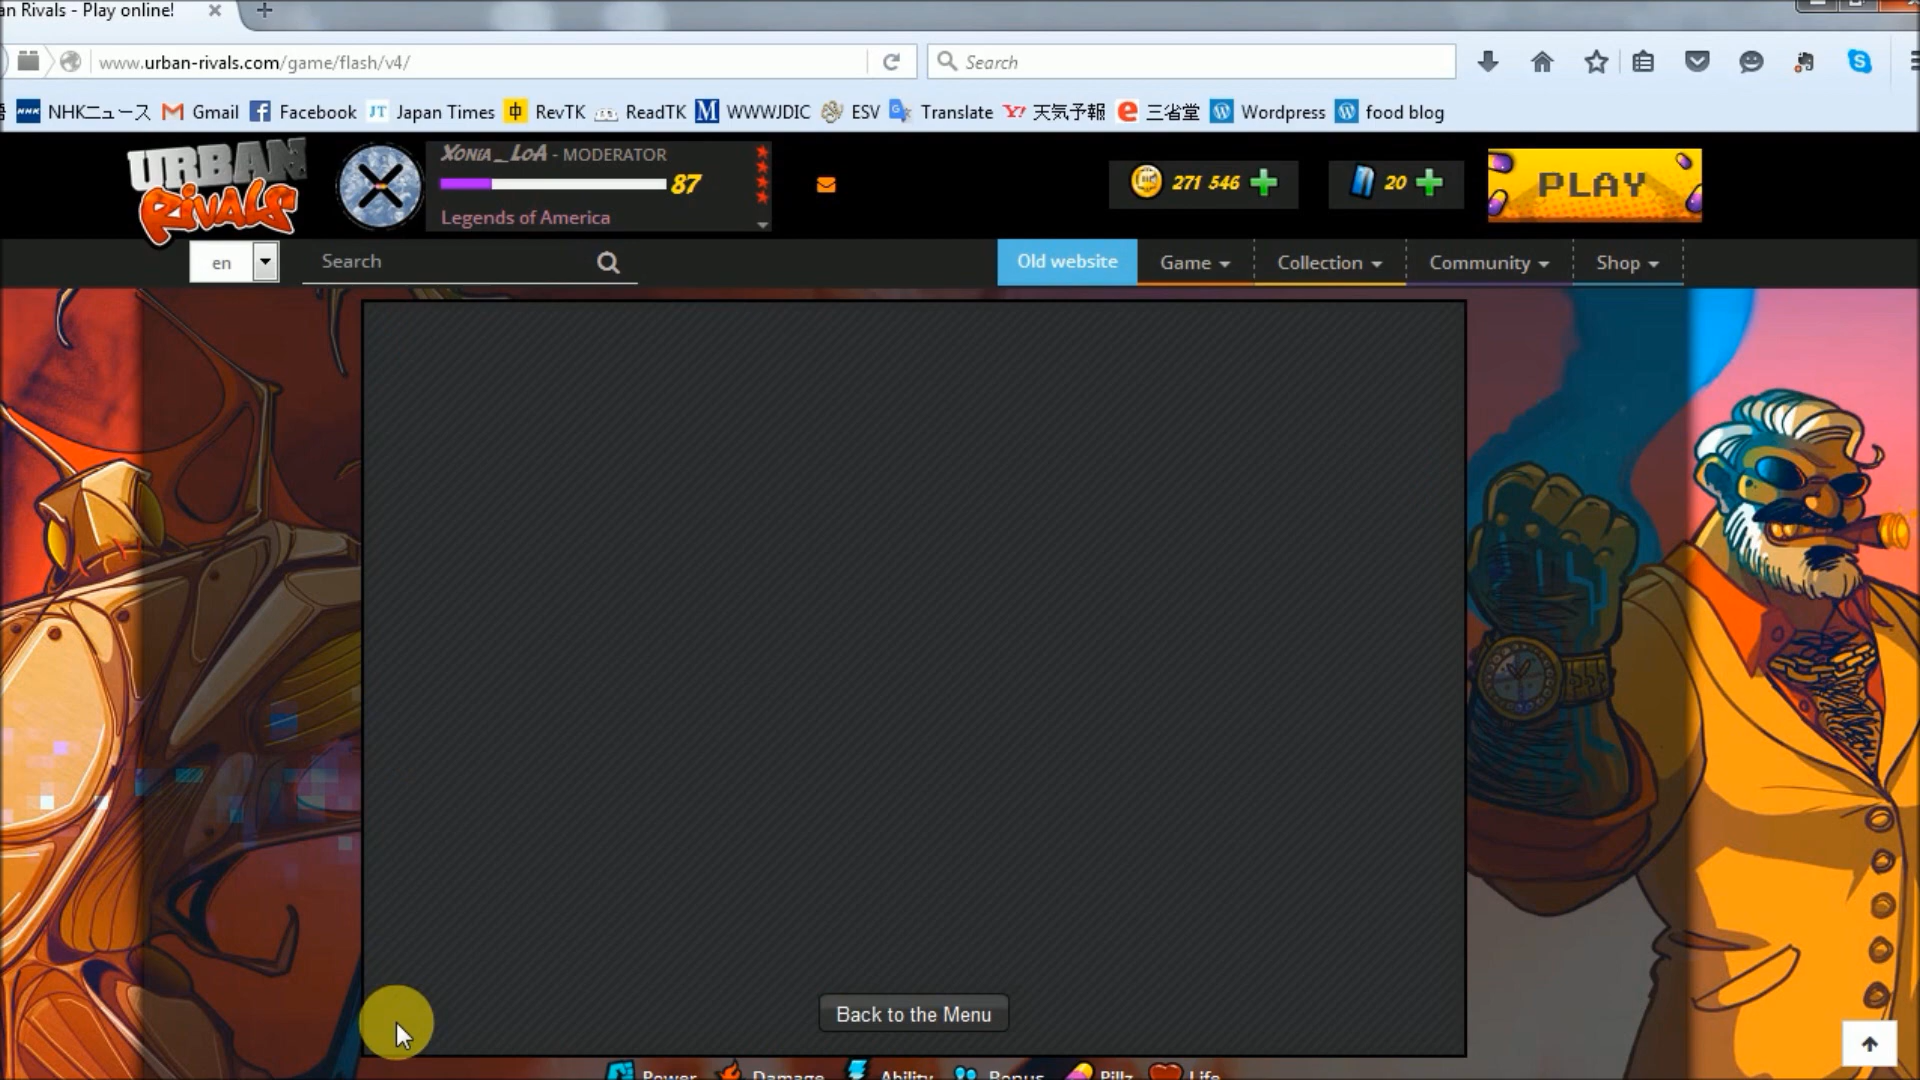 an Rivals - Play online!
www.urban-rivals.com/game/flash/v4/
Search
NHKニュース
Gmail
Facebook
JT Japan Times
RevTK
ReadTK
M WWWJDIC
ESV
Translate
天気予報
三省堂
Wordpress
food blog
URBAN
RIVALS
XONIA_LOA - MODERATOR
87
Legends of America
271 546
20
PLAY
en
Search
Old website
Game
Collection
Community
Shop
Back to the Menu
Power
Damage
Ability
Bonus
Pillz
Life